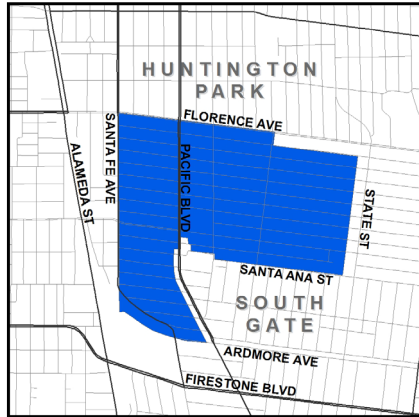 HUNTINGTON
PARK
FLORENCE AVE
SANTA FE AVE
PACIFIC BLVD
ALAMEDA ST
STATE ST
SANTA ANA ST
SOUTH
GATE
ARDMORE AVE
FIRESTONE BLVD